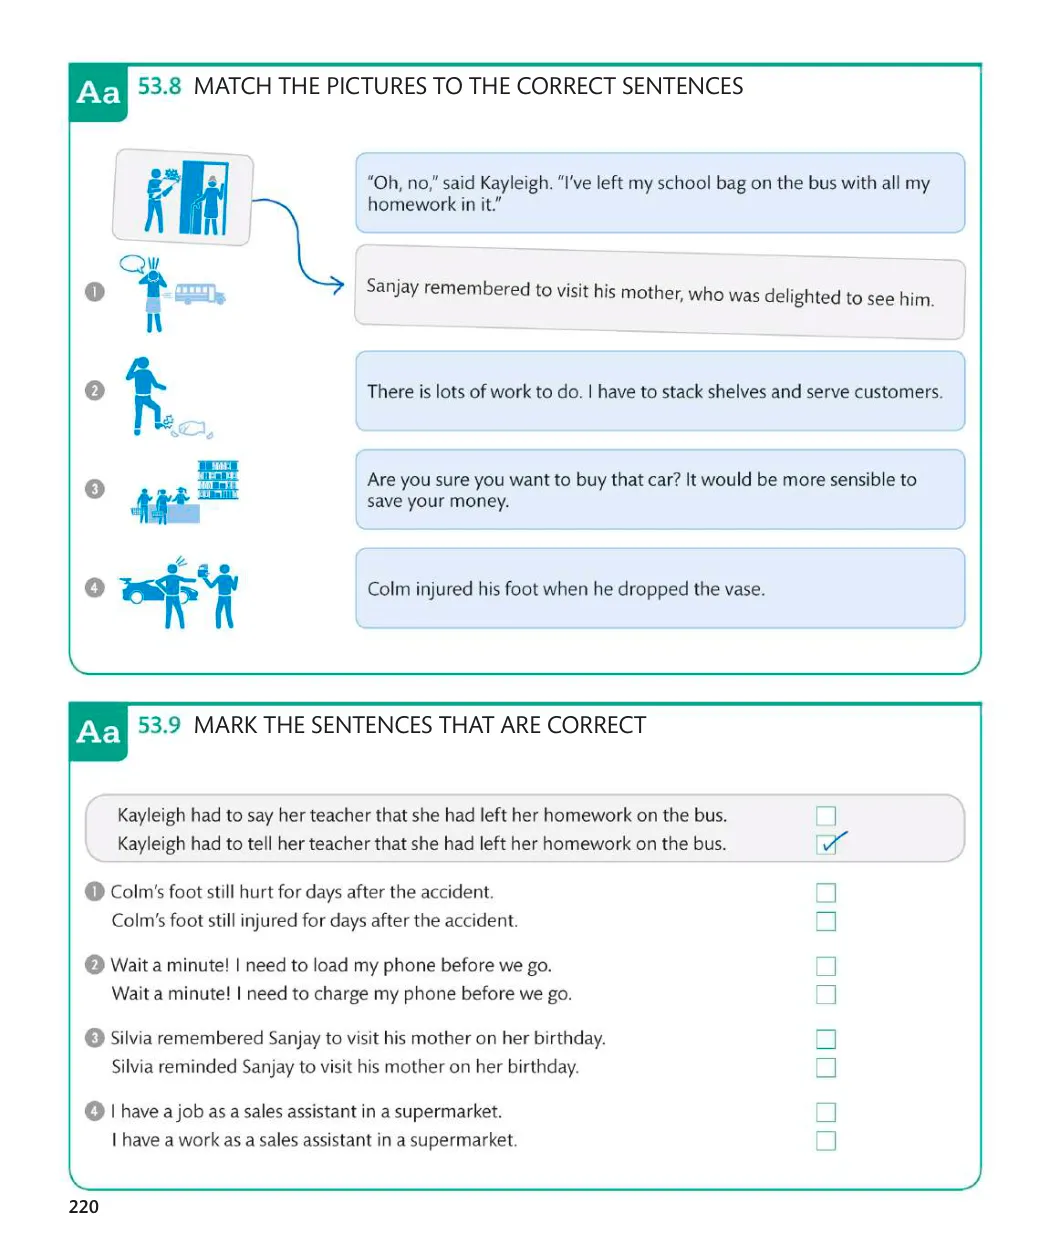 Aa 53.8 MATCH THE PICTURES TO THE CORRECT SENTENCES
“Oh, no,” said Kayleigh. “I’ve left my school bag on the bus with all my
homework in it.”
1
Sanjay remembered to visit his mother, who was delighted to see him.
2
There is lots of work to do. I have to stack shelves and serve customers.
3
Are you sure you want to buy that car? It would be more sensible to
save your money.
4
Colm injured his foot when he dropped the vase.
Aa 53.9 MARK THE SENTENCES THAT ARE CORRECT
Kayleigh had to say her teacher that she had left her homework on the bus.
Kayleigh had to tell her teacher that she had left her homework on the bus.
1 Colm’s foot still hurt for days after the accident.
Colm’s foot still injured for days after the accident.
2 Wait a minute! I need to load my phone before we go.
Wait a minute! I need to charge my phone before we go.
3 Silvia remembered Sanjay to visit his mother on her birthday.
Silvia reminded Sanjay to visit his mother on her birthday.
4 I have a job as a sales assistant in a supermarket.
I have a work as a sales assistant in a supermarket.
220